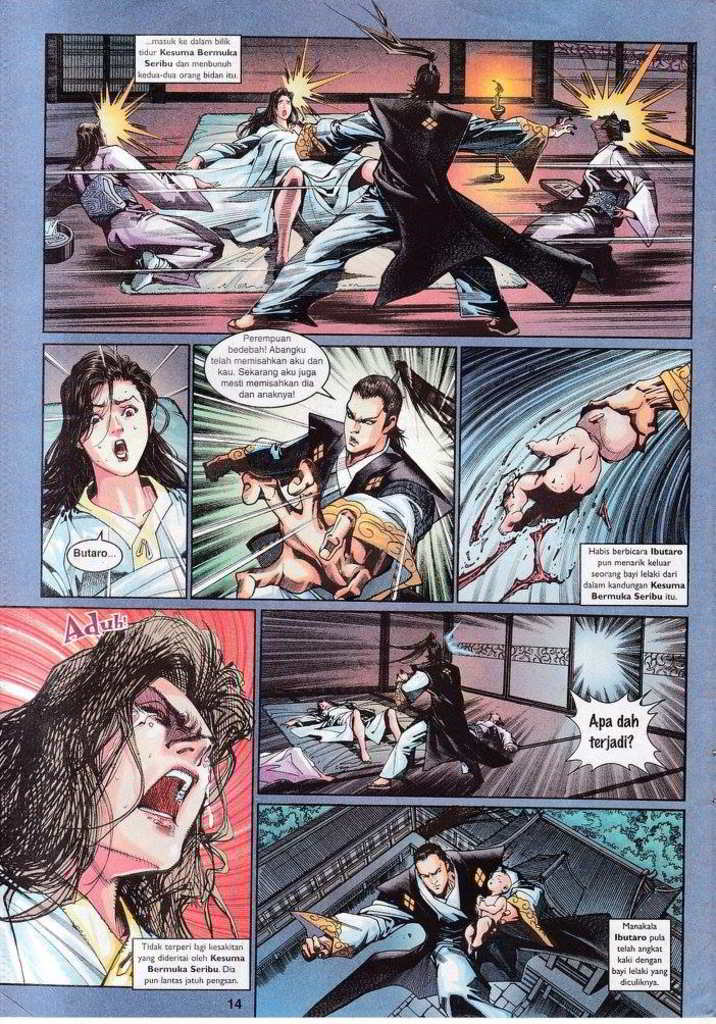 ...masuk ke dalam bilik
tidur Kesuma Bermuka
Seribu dan menbunuh
kedua-dua orang bidan itu.
Butaro...
Perempuan
bedebah! Abangku
telah memisahkan aku dan
kau. Sekarang aku juga
mesti memisahkan dia
dan anaknya!
Habis berbicara Ibutaro
pun menarik keluar
seorang bayi lelaki dari
dalam kandungan Kesuma
Bermuka Seribu itu.
Aduh!
Tidak terperi lagi kesakitan
yang dideritai oleh Kesuma
Bermuka Seribu. Dia
pun lantas jatuh pengsan.
Apa dah
terjadi?
Manakala
Ibutaro pula
telah angkat
kaki dengan
bayi lelaki yang
diculiknya.
14